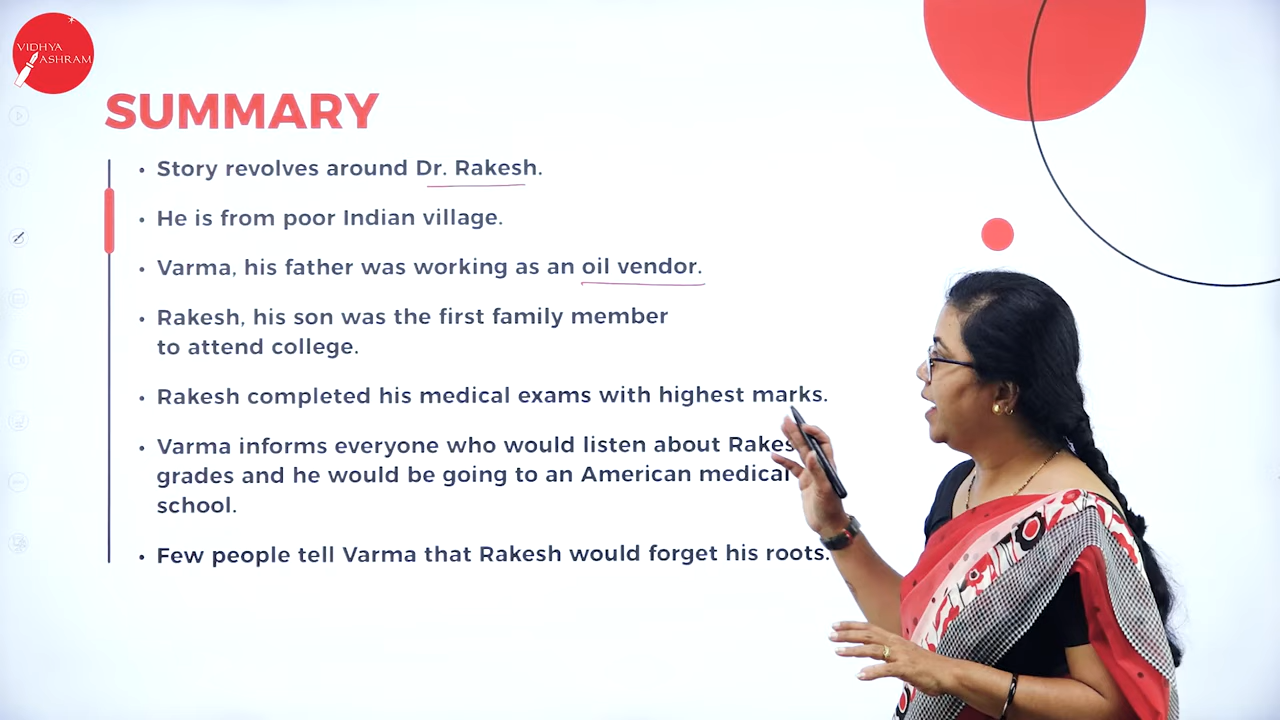 VIDHYA
ASHRAM
SUMMARY
• Story revolves around Dr. Rakesh.
• He is from poor Indian village.
• Varma, his father was working as an oil vendor.
• Rakesh, his son was the first family member
to attend college.
• Rakesh completed his medical exams with highest marks.
• Varma informs everyone who would listen about
grades and he would be going to an American medical
school.
• Few people tell Varma that Rakesh would forget his roots.